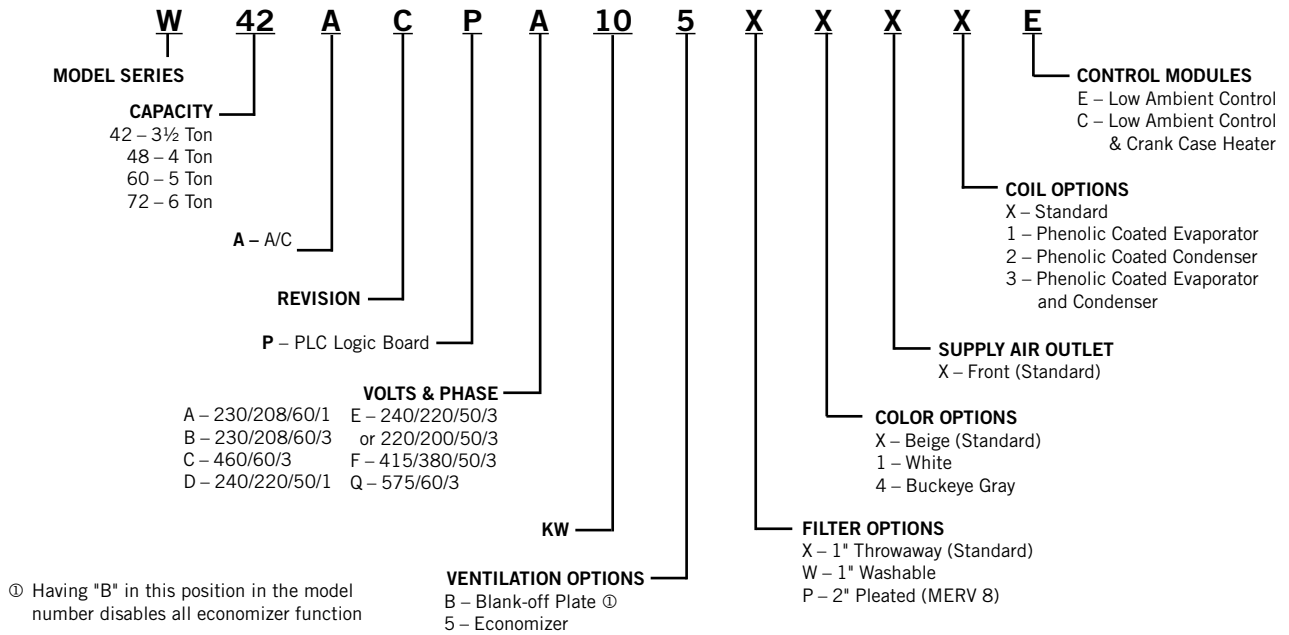 W 42 A C P A 10 5 X X X X E
MODEL SERIES
CAPACITY
42 – 3½ Ton
48 – 4 Ton
60 – 5 Ton
72 – 6 Ton
A – A/C
REVISION
P – PLC Logic Board
VOLTS & PHASE
A – 230/208/60/1
B – 230/208/60/3
C – 460/60/3
D – 240/220/50/1
E – 240/220/50/3
or 220/200/50/3
F – 415/380/50/3
Q – 575/60/3
KW
VENTILATION OPTIONS
B – Blank-off Plate ①
5 – Economizer
① Having "B" in this position in the model
number disables all economizer function
FILTER OPTIONS
X – 1" Throwaway (Standard)
W – 1" Washable
P – 2" Pleated (MERV 8)
COLOR OPTIONS
X – Beige (Standard)
1 – White
4 – Buckeye Gray
SUPPLY AIR OUTLET
X – Front (Standard)
COIL OPTIONS
X – Standard
1 – Phenolic Coated Evaporator
2 – Phenolic Coated Condenser
3 – Phenolic Coated Evaporator
and Condenser
CONTROL MODULES
E – Low Ambient Control
C – Low Ambient Control
& Crank Case Heater